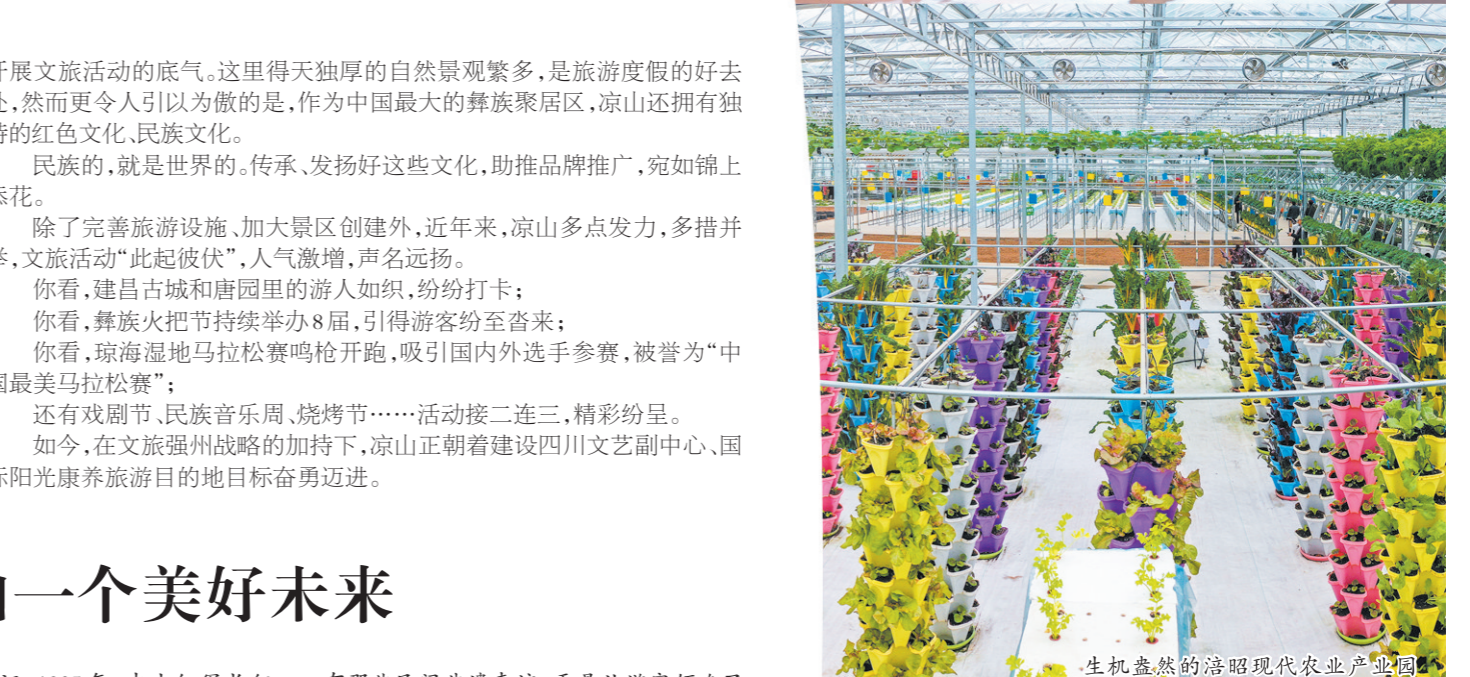 展文旅活动的底气。这里得天独厚的自然景观繁多,是旅游度假的好去
,然而更令人引以为傲的是,作为中国最大的彝族聚居区,凉山还拥有独
的红色文化、民族文化。
民族的,就是世界的。传承、发扬好这些文化,助推品牌推广,宛如锦上
花。
除了完善旅游设施、加大景区创建外,近年来,凉山多点发力,多措并
,文旅活动“此起彼伏”,人气激增,声名远扬。
你看,建昌古城和唐园里的游人如织,纷纷打卡;
你看,彝族火把节持续举办8届,引得游客纷至沓来;
你看,琼海湿地马拉松赛鸣枪开跑,吸引国内外选手参赛,被誉为“中
国最美马拉松赛”;
还有戏剧节、民族音乐周、烧烤节……活动接二连三,精彩纷呈。
如今,在文旅强州战略的加持下,凉山正朝着建设四川文艺副中心、国
际阳光康养旅游目的地目标奋勇迈进。
一个美好未来
生机盎然的涪昭现代农业产业园